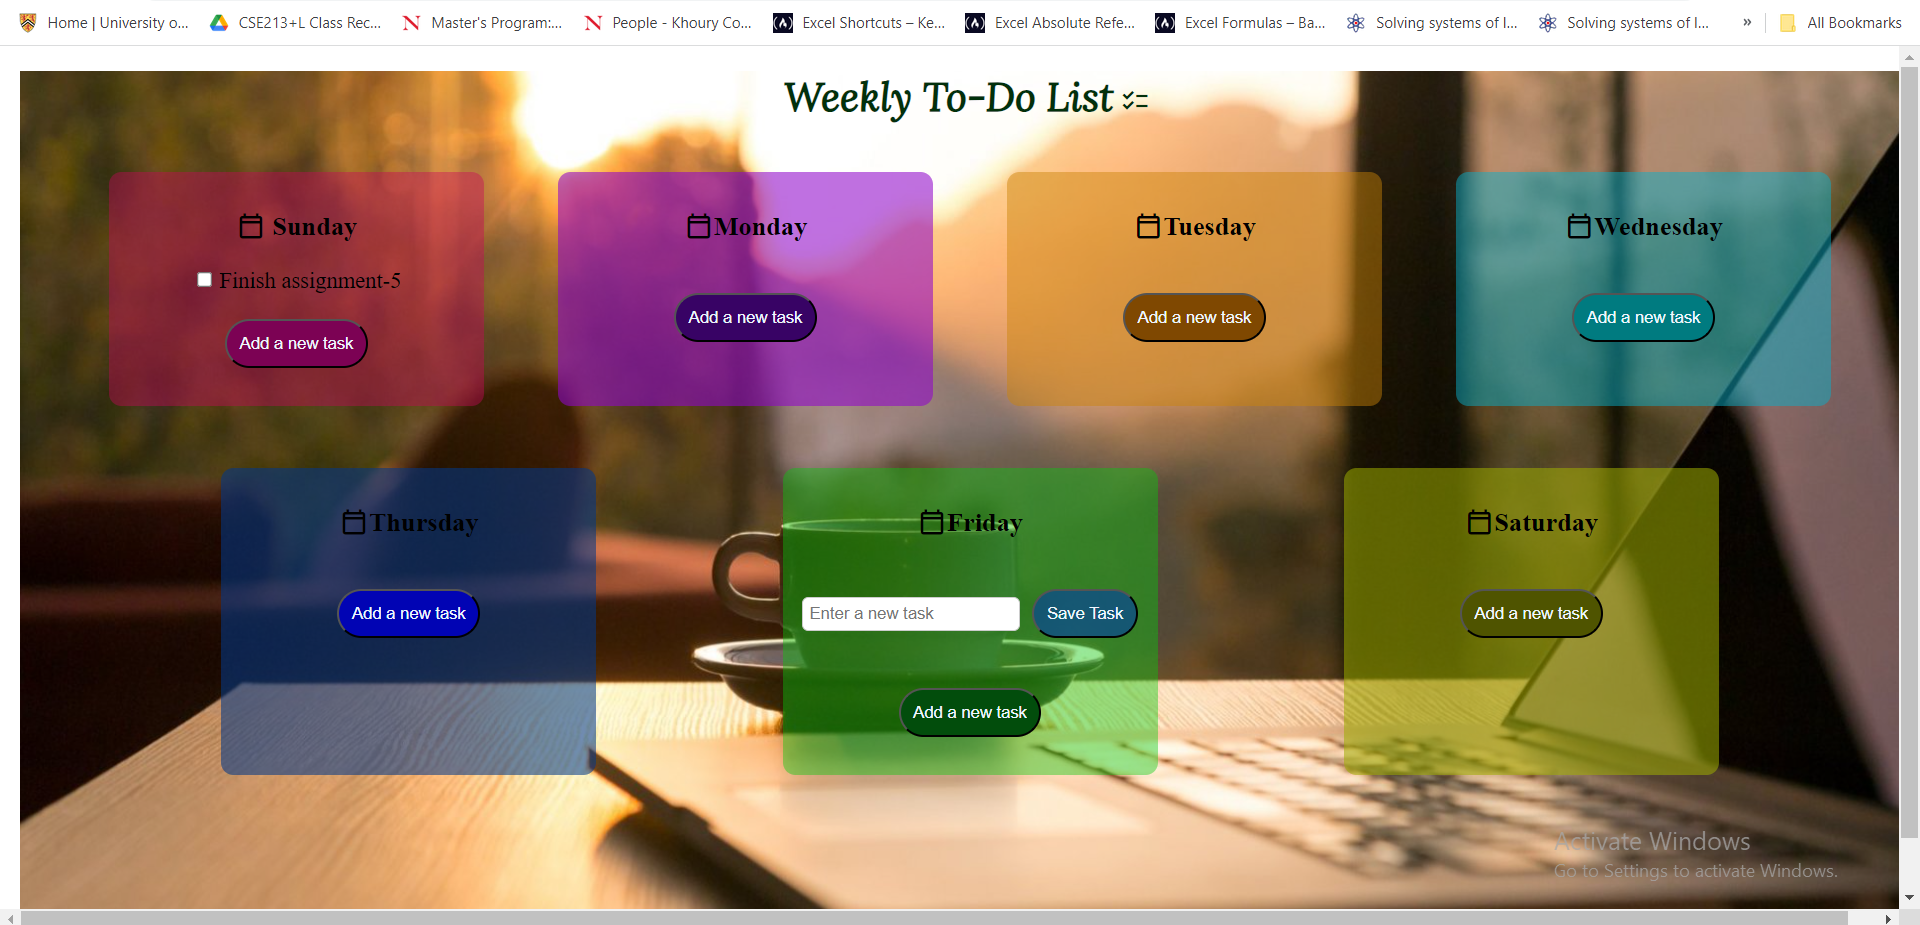 Home | University o...
CSE213+L Class Rec...
Master's Program:...
People - Khoury Co...
Excel Shortcuts – Ke...
Excel Absolute Refe...
Excel Formulas – Ba...
Solving systems of l...
Solving systems of l...
»
All Bookmarks
Weekly To-Do List
Sunday
Finish assignment-5
Add a new task
Monday
Add a new task
Tuesday
Add a new task
Wednesday
Add a new task
Thursday
Add a new task
Friday
Enter a new task
Save Task
Add a new task
Saturday
Add a new task
Activate Windows
Go to Settings to activate Windows.